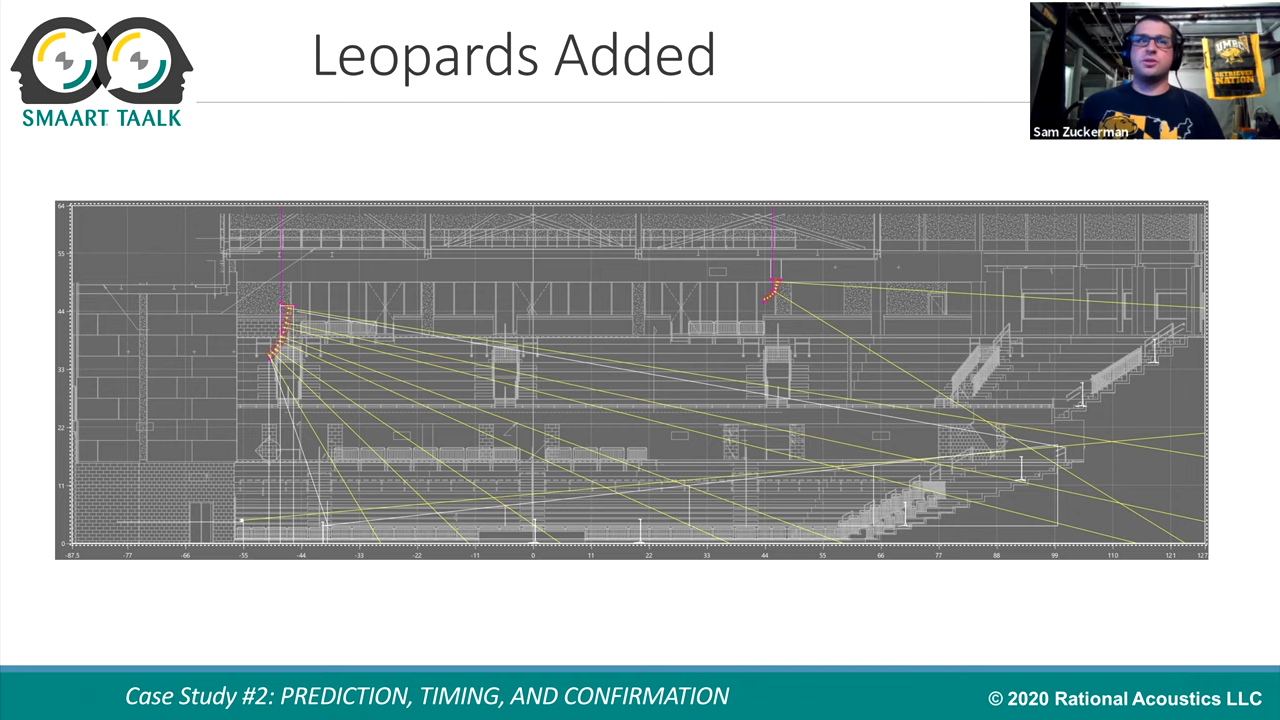 Leopards Added
SMAART TAALK
UMBC
RETRIEVER
NATION
Sam Zuckerman
64
55
44
33
22
11
0
-87.5 -77 -66 -55 -44 -33 -22 -11 0 11 22 33 44 55 66 77 88 99 110 121 127
Case Study #2: PREDICTION, TIMING, AND CONFIRMATION
© 2020 Rational Acoustics LLC